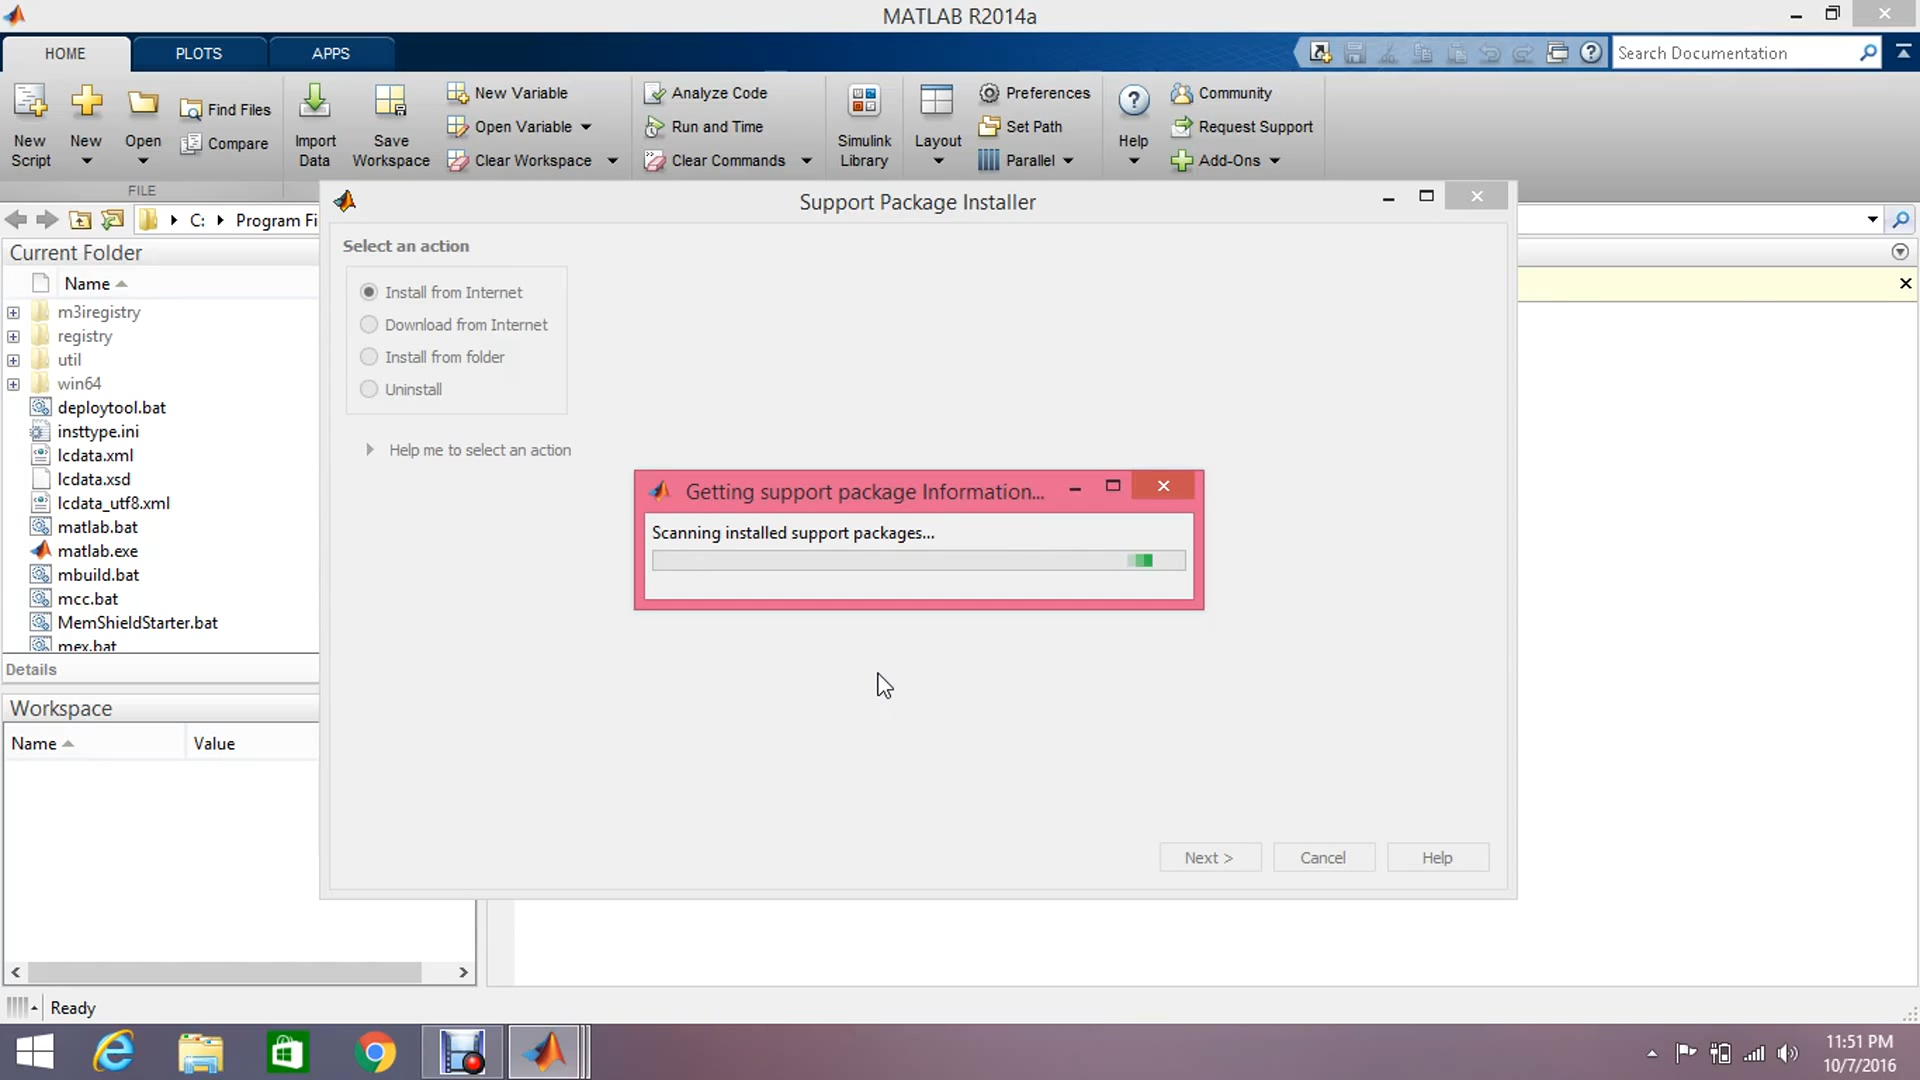 MATLAB R2014a
HOME
PLOTS
APPS
Search Documentation
New Script
New
Open
Find Files
Compare
Import Data
Save Workspace
New Variable
Open Variable
Clear Workspace
Analyze Code
Run and Time
Clear Commands
Simulink Library
Layout
Preferences
Set Path
Parallel
Help
Community
Request Support
Add-Ons
FILE
C:
Program Fi
Current Folder
Name
m3iregistry
registry
util
win64
deploytool.bat
insttype.ini
lcdata.xml
lcdata.xsd
lcdata_utf8.xml
matlab.bat
matlab.exe
mbuild.bat
mcc.bat
MemShieldStarter.bat
mex.bat
Details
Workspace
Name
Value
Support Package Installer
Select an action
Install from Internet
Download from Internet
Install from folder
Uninstall
Help me to select an action
Getting support package Information...
Scanning installed support packages...
Next >
Cancel
Help
Ready
11:51 PM
10/7/2016